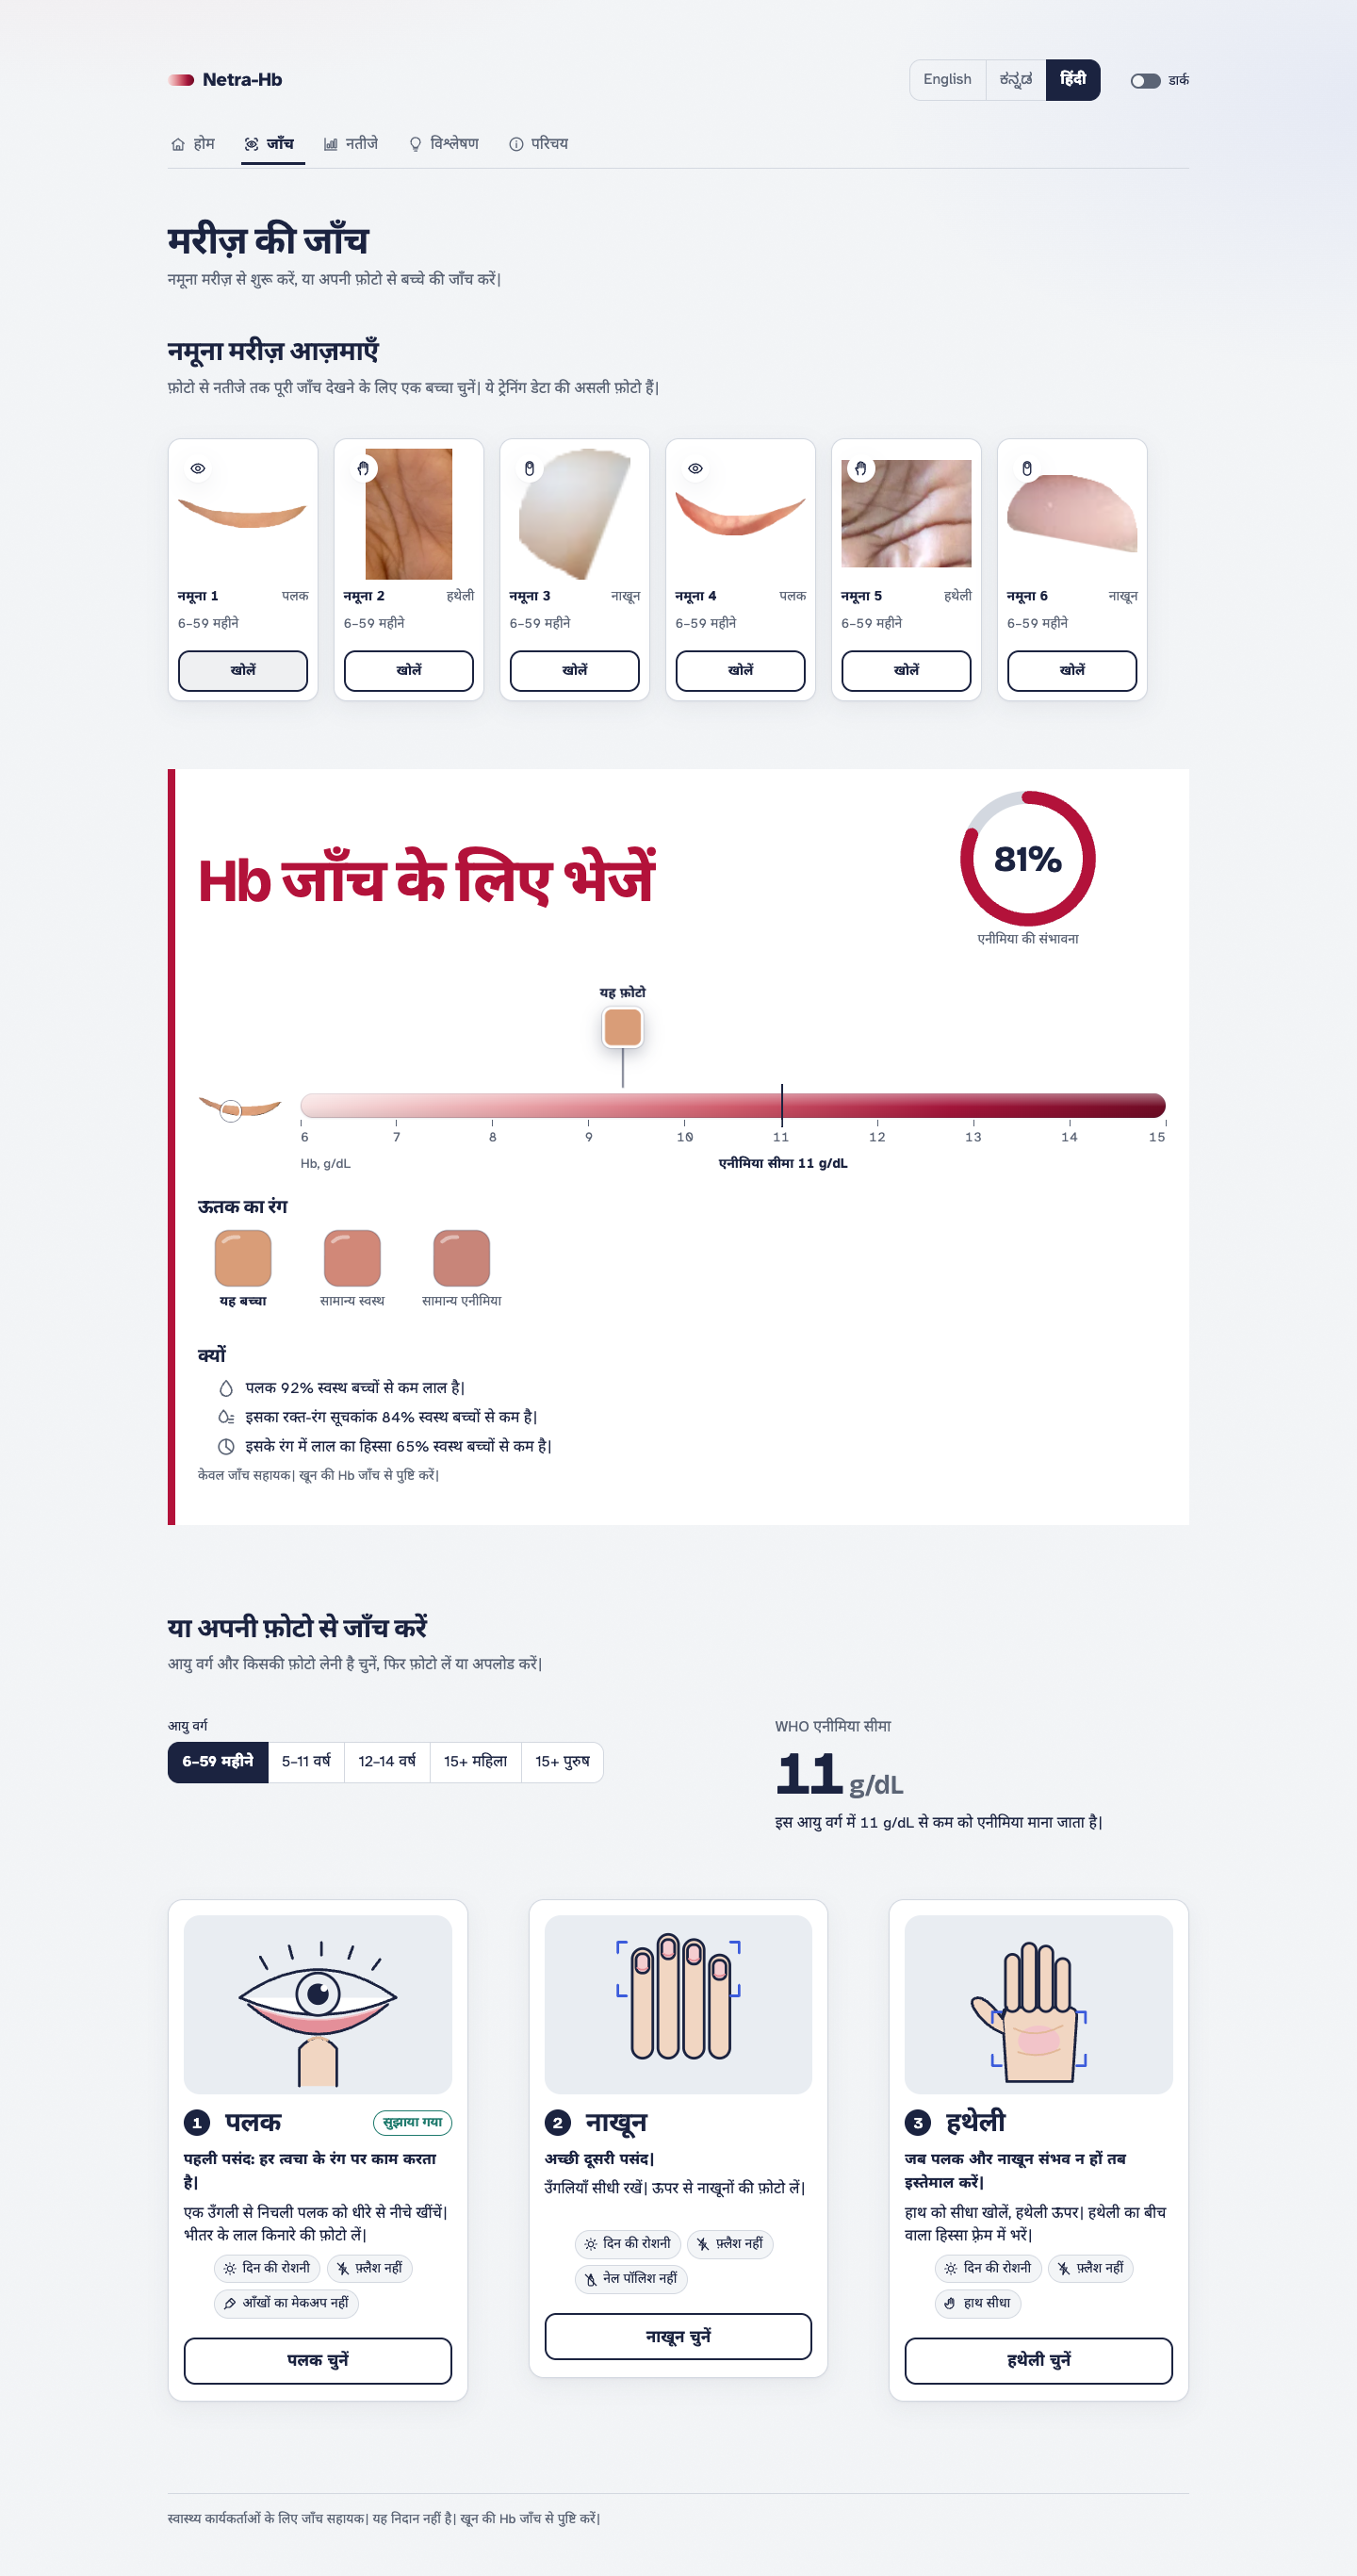 Netra-Hb
English ಕನ್ನಡ हिंदी डार्क
होम जाँच नतीजे विश्लेषण परिचय
मरीज़ की जाँच
नमूना मरीज़ से शुरू करें, या अपनी फ़ोटो से बच्चे की जाँच करें|
नमूना मरीज़ आज़माएँ
फ़ोटो से नतीजे तक पूरी जाँच देखने के लिए एक बच्चा चुनें| ये ट्रेनिंग डेटा की असली फ़ोटो हैं|
नमूना 1 पलक
6–59 महीने
खोलें
नमूना 2 हथेली
6–59 महीने
खोलें
नमूना 3 नाखून
6–59 महीने
खोलें
नमूना 4 पलक
6–59 महीने
खोलें
नमूना 5 हथेली
6–59 महीने
खोलें
नमूना 6 नाखून
6–59 महीने
खोलें
Hb जाँच के लिए भेजें
81%
एनीमिया की संभावना
यह फ़ोटो
6 7 8 9 10 11 12 13 14 15
Hb, g/dL एनीमिया सीमा 11 g/dL
ऊतक का रंग
यह बच्चा सामान्य स्वस्थ सामान्य एनीमिया
क्यों
पलक 92% स्वस्थ बच्चों से कम लाल है|
इसका रक्त-रंग सूचकांक 84% स्वस्थ बच्चों से कम है|
इसके रंग में लाल का हिस्सा 65% स्वस्थ बच्चों से कम है|
केवल जाँच सहायक| खून की Hb जाँच से पुष्टि करें|
या अपनी फ़ोटो से जाँच करें
आयु वर्ग और किसकी फ़ोटो लेनी है चुनें, फिर फ़ोटो लें या अपलोड करें|
आयु वर्ग
6–59 महीने 5–11 वर्ष 12–14 वर्ष 15+ महिला 15+ पुरुष
WHO एनीमिया सीमा
11 g/dL
इस आयु वर्ग में 11 g/dL से कम को एनीमिया माना जाता है|
1 पलक सुझाया गया
पहली पसंद: हर त्वचा के रंग पर काम करता
है|
एक उँगली से निचली पलक को धीरे से नीचे खींचें|
भीतर के लाल किनारे की फ़ोटो लें|
दिन की रोशनी फ़्लैश नहीं
आँखों का मेकअप नहीं
पलक चुनें
2 नाखून
अच्छी दूसरी पसंद|
उँगलियाँ सीधी रखें| ऊपर से नाखूनों की फ़ोटो लें|
दिन की रोशनी फ़्लैश नहीं
नेल पॉलिश नहीं
नाखून चुनें
3 हथेली
जब पलक और नाखून संभव न हों तब
इस्तेमाल करें|
हाथ को सीधा खोलें, हथेली ऊपर| हथेली का बीच
वाला हिस्सा फ़्रेम में भरें|
दिन की रोशनी फ़्लैश नहीं
हाथ सीधा
हथेली चुनें
स्वास्थ्य कार्यकर्ताओं के लिए जाँच सहायक| यह निदान नहीं है| खून की Hb जाँच से पुष्टि करें|